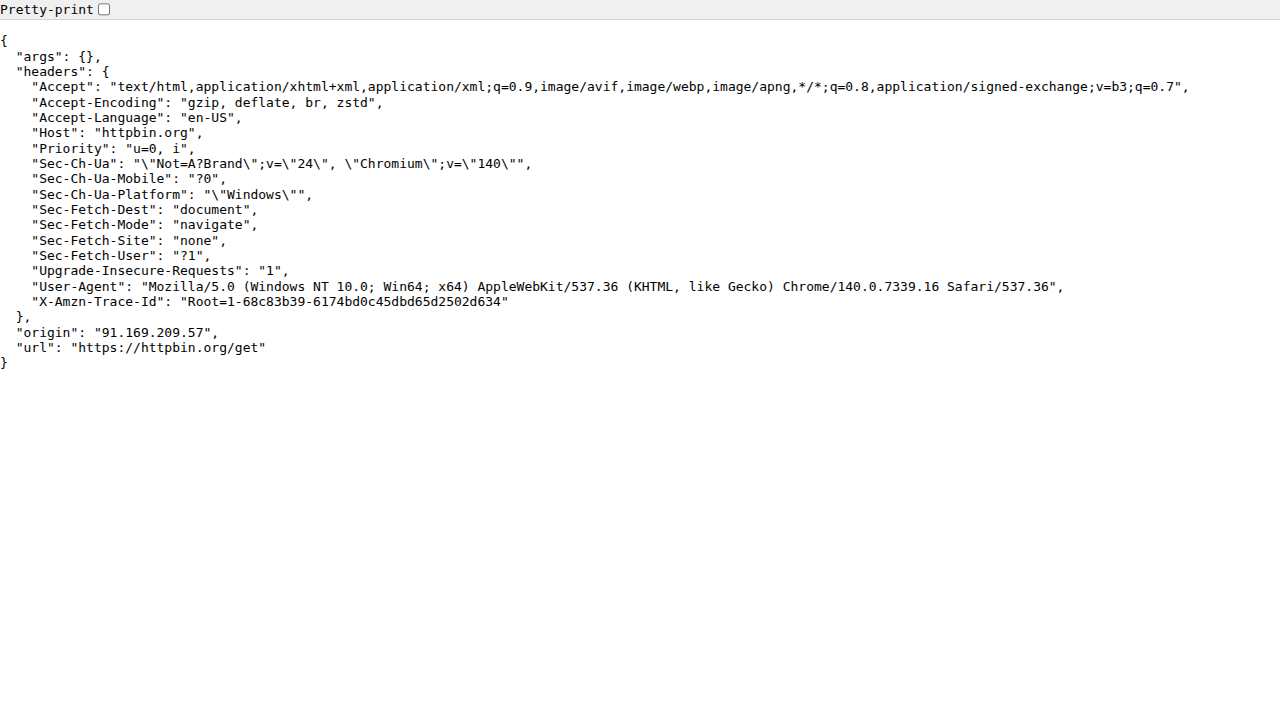 Pretty-print
{
  "args": {},
  "headers": {
    "Accept": "text/html,application/xhtml+xml,application/xml;q=0.9,image/avif,image/webp,image/apng,*/*;q=0.8,application/signed-exchange;v=b3;q=0.7",
    "Accept-Encoding": "gzip, deflate, br, zstd",
    "Accept-Language": "en-US",
    "Host": "httpbin.org",
    "Priority": "u=0, i",
    "Sec-Ch-Ua": "\"Not=A?Brand\";v=\"24\", \"Chromium\";v=\"140\"",
    "Sec-Ch-Ua-Mobile": "?0",
    "Sec-Ch-Ua-Platform": "\"Windows\"",
    "Sec-Fetch-Dest": "document",
    "Sec-Fetch-Mode": "navigate",
    "Sec-Fetch-Site": "none",
    "Sec-Fetch-User": "?1",
    "Upgrade-Insecure-Requests": "1",
    "User-Agent": "Mozilla/5.0 (Windows NT 10.0; Win64; x64) AppleWebKit/537.36 (KHTML, like Gecko) Chrome/140.0.7339.16 Safari/537.36",
    "X-Amzn-Trace-Id": "Root=1-68c83b39-6174bd0c45dbd65d2502d634"
  },
  "origin": "91.169.209.57",
  "url": "https://httpbin.org/get"
}